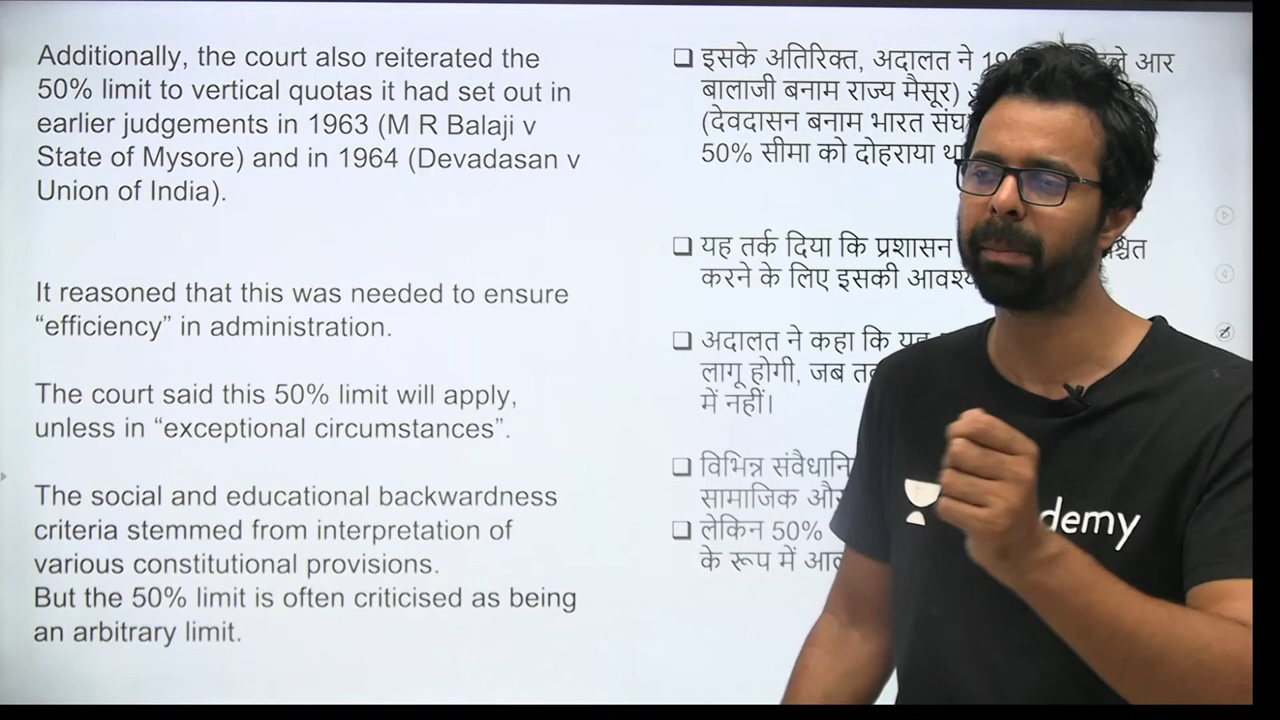 Additionally, the court also reiterated the
50% limit to vertical quotas it had set out in
earlier judgements in 1963 (M R Balaji v
State of Mysore) and in 1964 (Devadasan v
Union of India).
It reasoned that this was needed to ensure
“efficiency” in administration.
The court said this 50% limit will apply,
unless in “exceptional circumstances”.
The social and educational backwardness
criteria stemmed from interpretation of
various constitutional provisions.
But the 50% limit is often criticised as being
an arbitrary limit.
इसके अतिरिक्त, अदालत ने आर
बालाजी बनाम राज्य मैसूर)
(देवदासन बनाम भारत संघ
50% सीमा को दोहराया
यह तर्क दिया कि प्रशासन
करने के लिए इसकी
अदालत ने कहा कि
लागू होगी, जब
में नहीं।
विभिन्न
सामाजिक
लेकिन 50%
के रूप में
demy